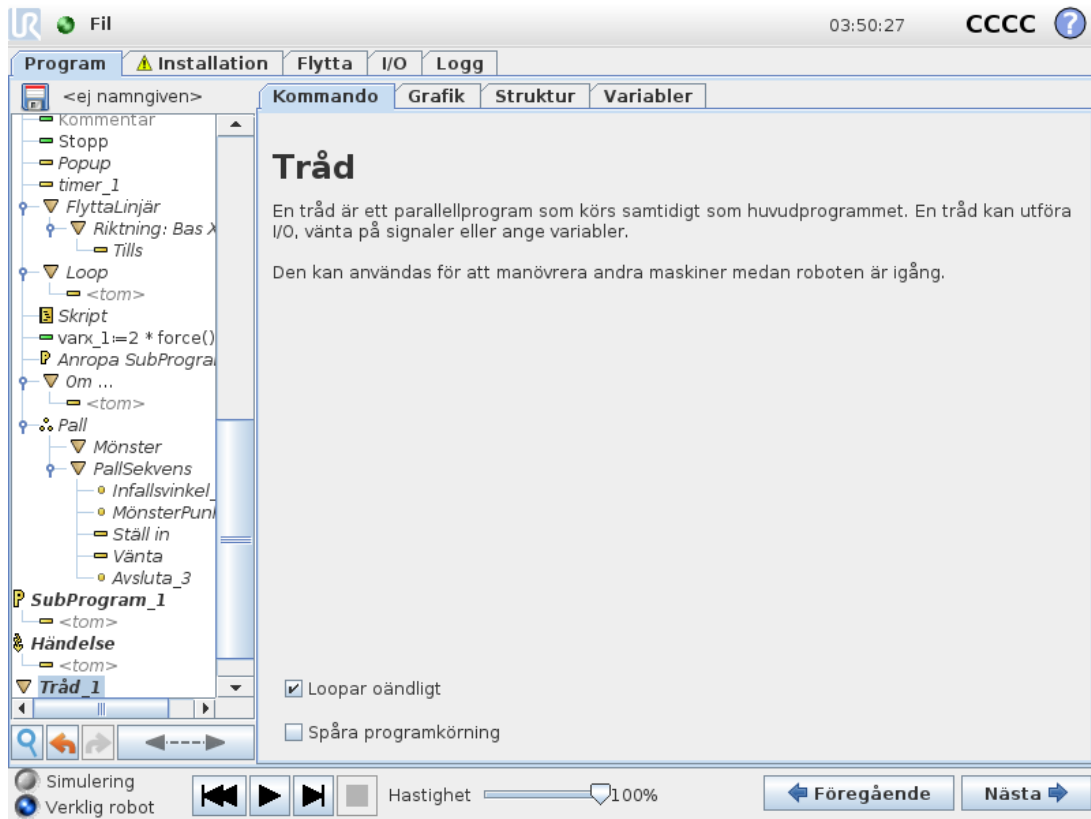 Fil
03:50:27
CCCC
?
Program
Installation
Flytta
I/O
Logg
<ej namngiven>
Kommando
Grafik
Struktur
Variabler
Kommentar
Stopp
Popup
timer_1
FlyttaLinjär
Riktning: Bas X
Tills
Loop
<tom>
Skript
varx_1:=2 * force()
Anropa SubProgra
Om ...
<tom>
Pall
Mönster
PallSekvens
Infallsvinkel_
MönsterPun
Ställ in
Vänta
Avsluta_3
SubProgram_1
<tom>
Händelse
<tom>
Tråd_1
Tråd
En tråd är ett parallellprogram som körs samtidigt som huvudprogrammet. En tråd kan utföra
I/O, vänta på signaler eller ange variabler.
Den kan användas för att manövrera andra maskiner medan roboten är igång.
Loopar oändligt
Spåra programkörning
Simulering
Verklig robot
Hastighet
100%
Föregående
Nästa